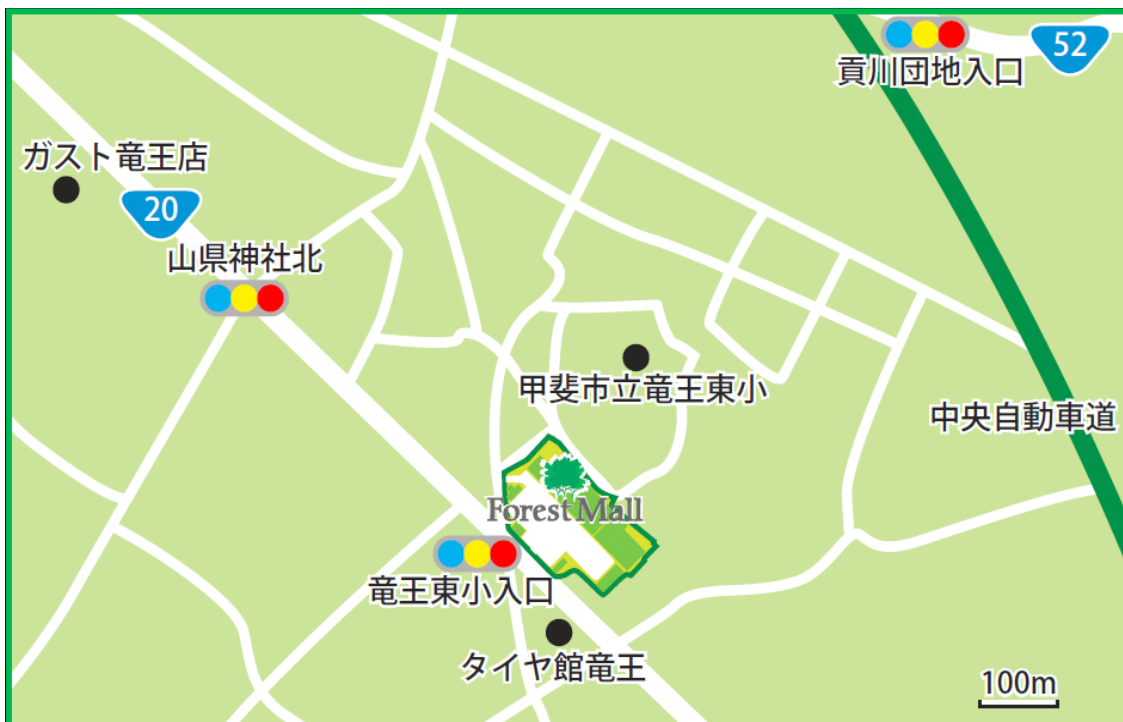 52
貢川団地入口
ガスト竜王店
20
山県神社北
甲斐市立竜王東小
中央自動車道
Forest Mall
竜王東小入口
タイヤ館竜王
100m